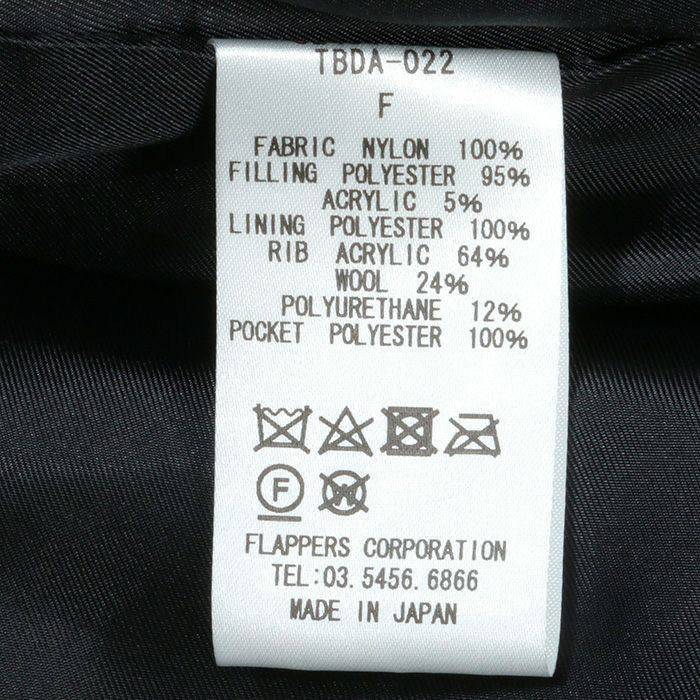 TBDA-022
F
FABRIC NYLON 100%
FILLING POLYESTER 95%
ACRYLIC 5%
LINING POLYESTER 100%
RIB ACRYLIC 64%
WOOL 24%
POLYURETHANE 12%
POCKET POLYESTER 100%
F W
FLAPPERS CORPORATION
TEL:03.5456.6866
MADE IN JAPAN